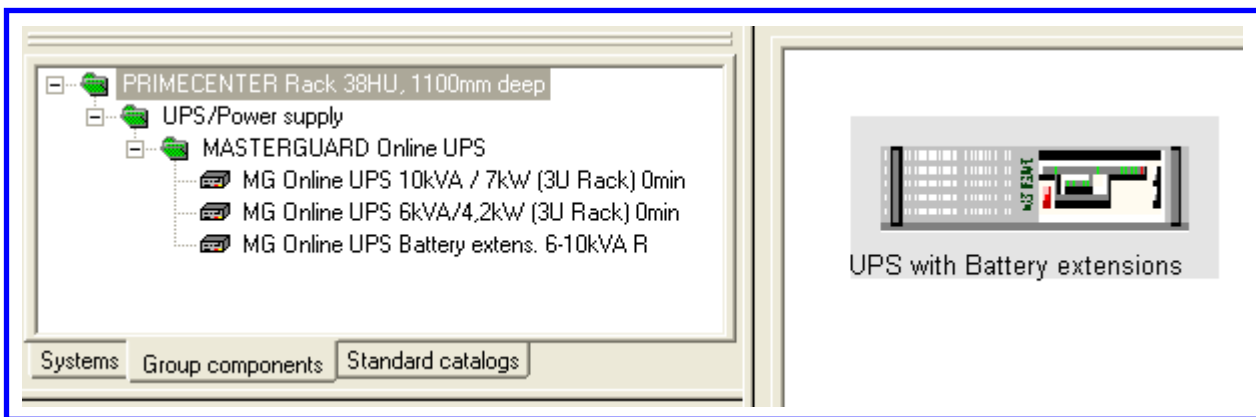 PRIMECENTER Rack 38HU, 1100mm deep
UPS/Power supply
MASTERGUARD Online UPS
MG Online UPS 10kVA / 7kW (3U Rack) 0min
MG Online UPS 6kVA/4,2kW (3U Rack) 0min
MG Online UPS Battery extens. 6-10kVA R
Systems Group components Standard catalogs
UPS with Battery extensions